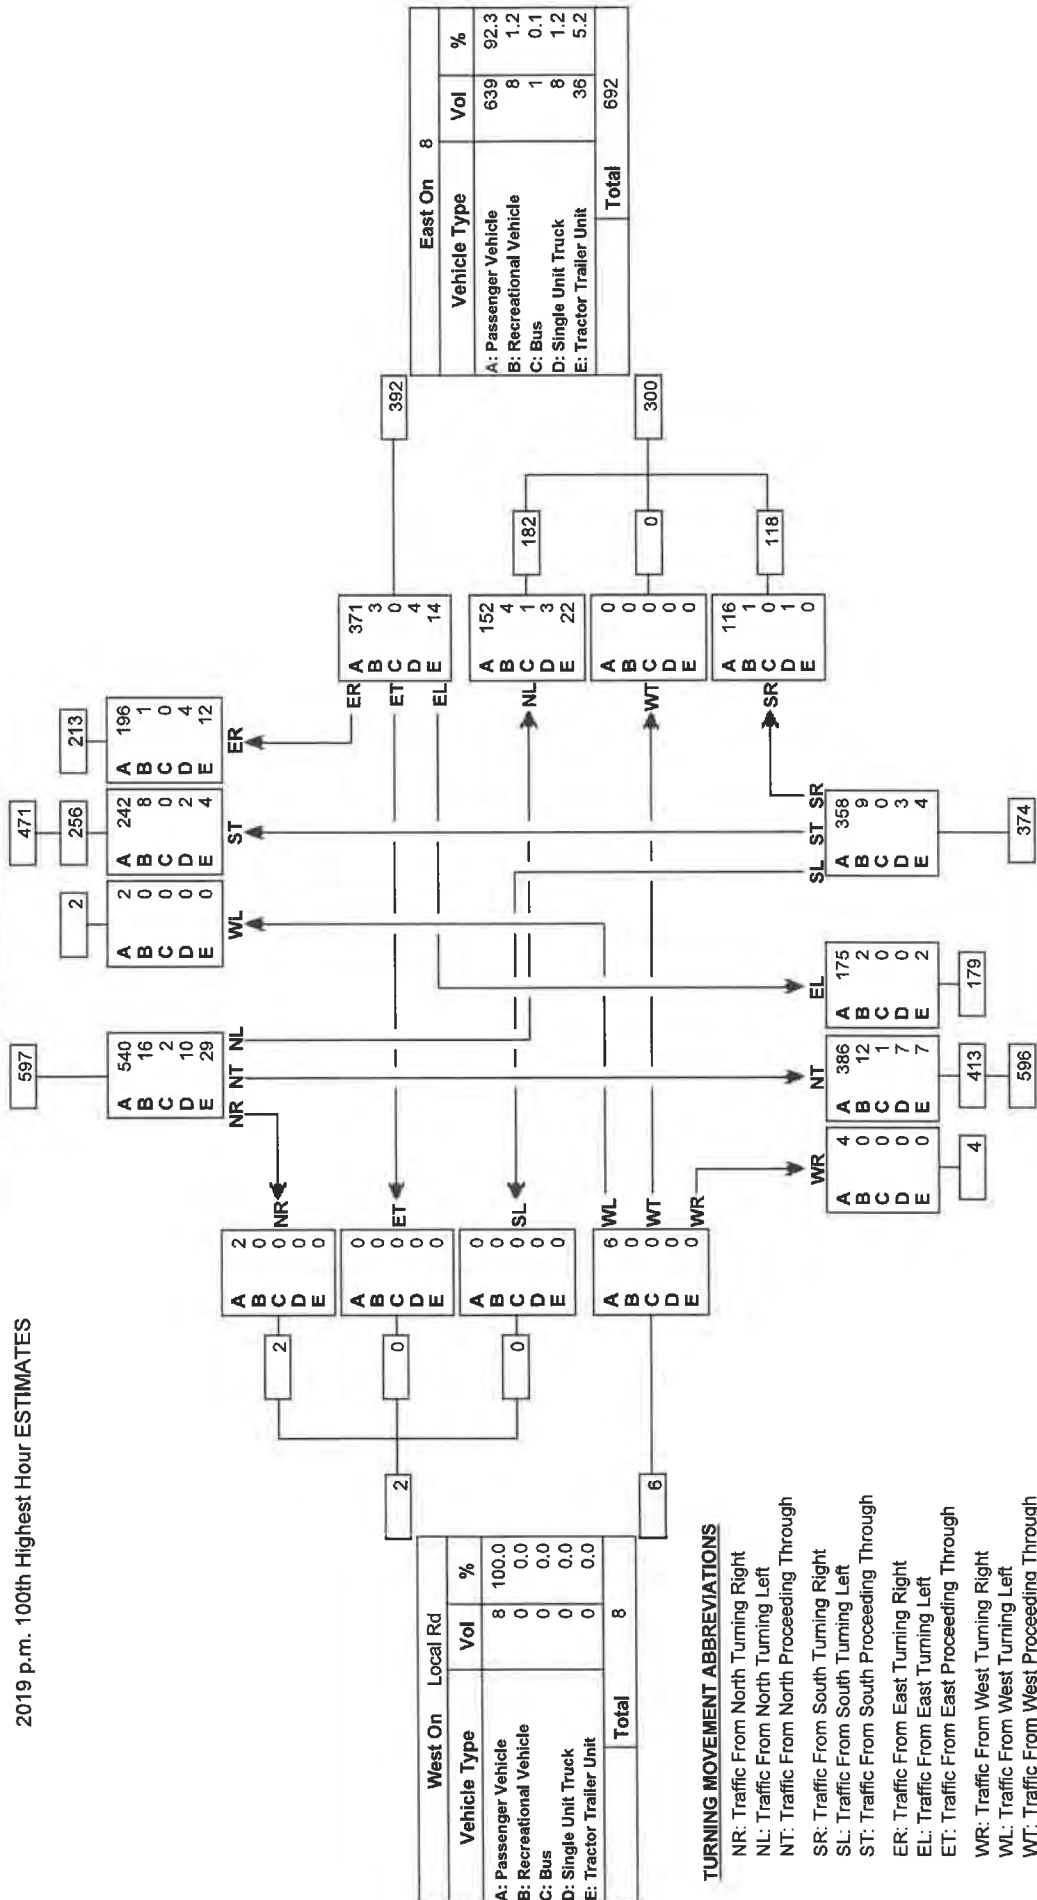 2019 p.m. 100th Highest Hour ESTIMATES
597
471
2
256
213
A 540
B 16
C 2
D 10
E 29
A 2
B 0
C 0
D 0
E 0
A 242
B 8
C 0
D 2
E 4
A 196
B 1
C 0
D 4
E 12
NR NT NL
WL
ST
ER
2
A 2
B 0
C 0
D 0
E 0
NR
2
0
A 0
B 0
C 0
D 0
E 0
ET
0
A 0
B 0
C 0
D 0
E 0
SL
6
A 6
B 0
C 0
D 0
E 0
WL
WT
WR
ER
ET
EL
A 371
B 3
C 0
D 4
E 14
392
NL
A 152
B 4
C 1
D 3
E 22
182
WT
A 0
B 0
C 0
D 0
E 0
0
300
SR
A 116
B 1
C 0
D 1
E 0
118
West On Local Rd
Vehicle Type Vol %
A: Passenger Vehicle 8 100.0
B: Recreational Vehicle 0 0.0
C: Bus 0 0.0
D: Single Unit Truck 0 0.0
E: Tractor Trailer Unit 0 0.0
Total 8
East On 8
Vehicle Type Vol %
A: Passenger Vehicle 639 92.3
B: Recreational Vehicle 8 1.2
C: Bus 1 0.1
D: Single Unit Truck 8 1.2
E: Tractor Trailer Unit 36 5.2
Total 692
WR
NT
EL
SL ST SR
A 4
B 0
C 0
D 0
E 0
A 386
B 12
C 1
D 7
E 7
A 175
B 2
C 0
D 0
E 2
A 358
B 9
C 0
D 3
E 4
4
413
179
596
374
TURNING MOVEMENT ABBREVIATIONS
NR: Traffic From North Turning Right
NL: Traffic From North Turning Left
NT: Traffic From North Proceeding Through
SR: Traffic From South Turning Right
SL: Traffic From South Turning Left
ST: Traffic From South Proceeding Through
ER: Traffic From East Turning Right
EL: Traffic From East Turning Left
ET: Traffic From East Proceeding Through
WR: Traffic From West Turning Right
WL: Traffic From West Turning Left
WT: Traffic From West Proceeding Through